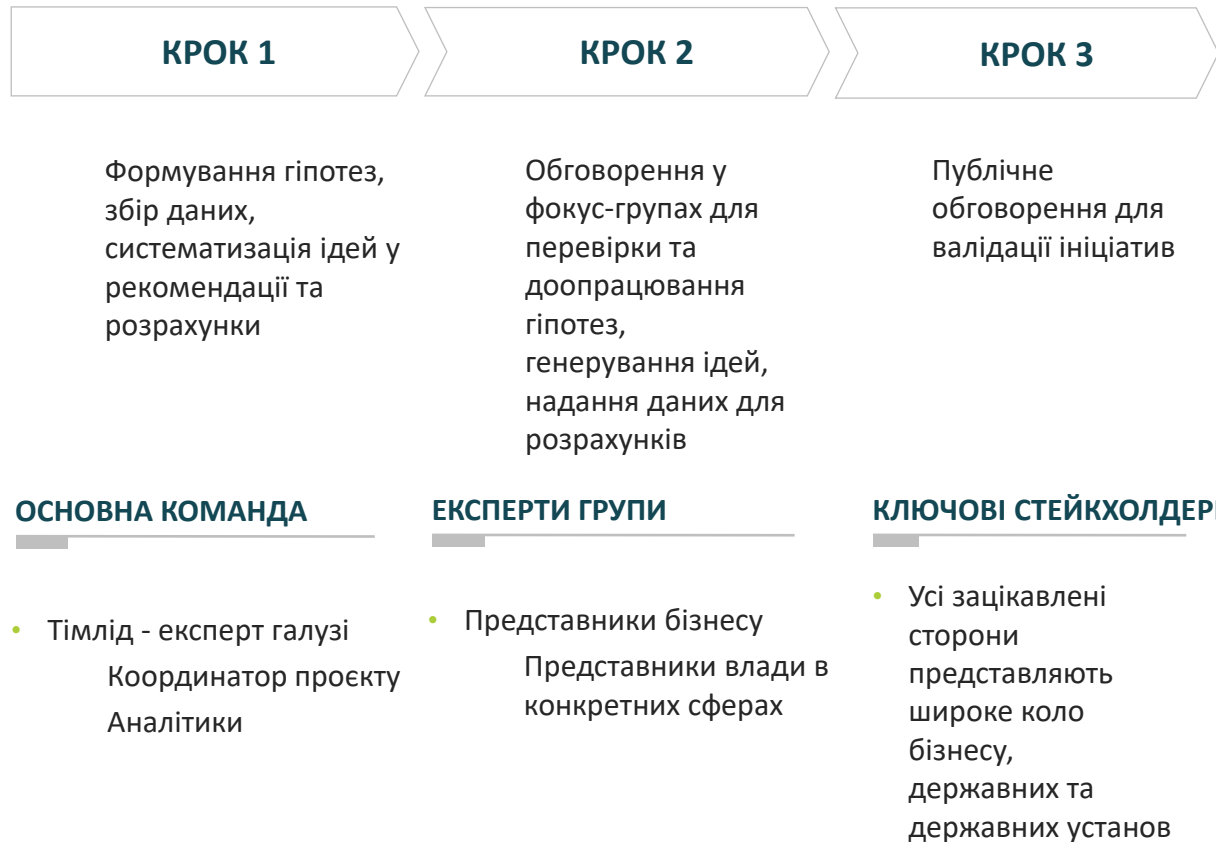 КРОК 1
КРОК 2
КРОК 3
Формування гіпотез,
збір даних,
систематизація ідей у
рекомендації та
розрахунки
Обговорення у
фокус-групах для
перевірки та
доопрацювання
гіпотез,
генерування ідей,
надання даних для
розрахунків
Публічне
обговорення для
валідації ініціатив
ОСНОВНА КОМАНДА
• Тімлід - експерт галузі
Координатор проєкту
Аналітики
ЕКСПЕРТИ ГРУПИ
• Представники бізнесу
Представники влади в
конкретних сферах
КЛЮЧОВІ СТЕЙКХОЛДЕРИ
• Усі зацікавлені
сторони
представляють
широке коло
бізнесу,
державних та
державних установ